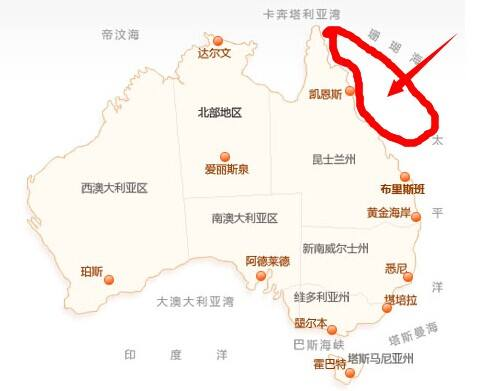 卡奔塔利亚湾
帝汶海
珊瑚海
达尔文
凯恩斯
北部地区
太平洋
昆士兰州
爱丽斯泉
西澳大利亚区
布里斯班
南澳大利亚区
黄金海岸
新南威尔士州
阿德莱德
悉尼
珀斯
维多利亚州
堪培拉
大澳大利亚湾
墨尔本
塔斯曼海
巴斯海峡
印度洋
塔斯马尼亚州
霍巴特